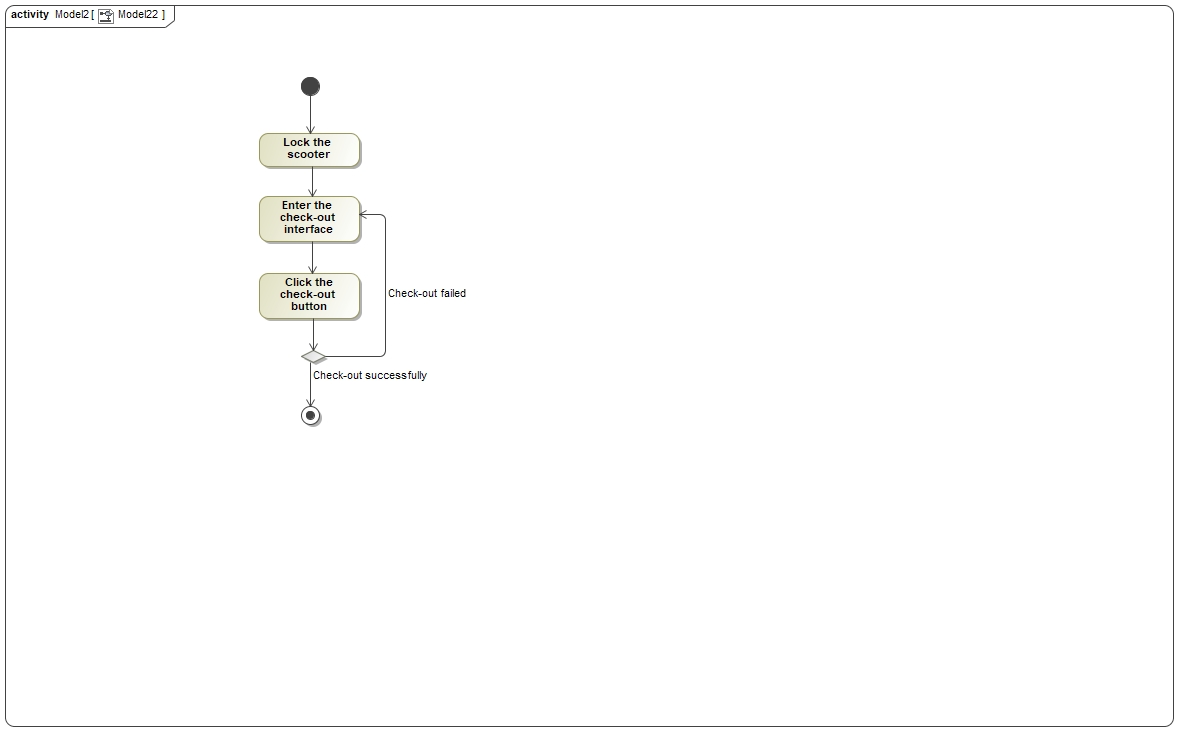 activity Model2 [ Model22 ]
Lock the
scooter
Enter the
check-out
interface
Click the
check-out
button
Check-out failed
Check-out successfully